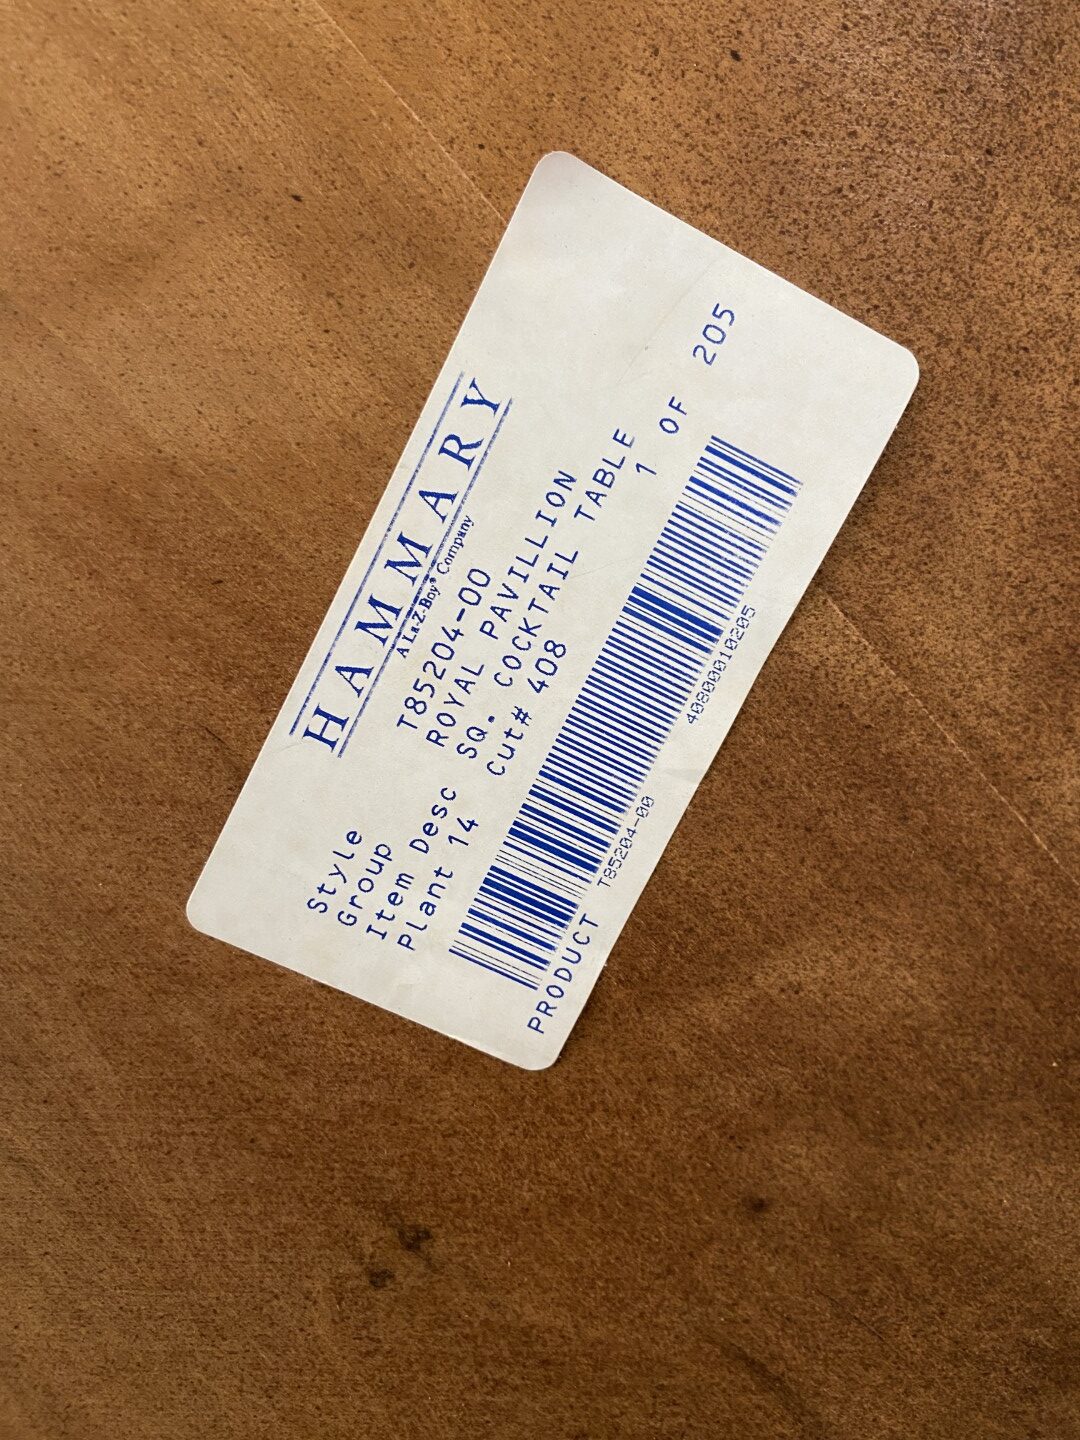 HAMMARY
A La-Z-Boy® Company
Style T85204-00
Group ROYAL PAVILLION
Item Desc SQ. COCKTAIL TABLE
Plant 14 Cut# 408 1 OF 205
PRODUCT T85204-00 40800010205